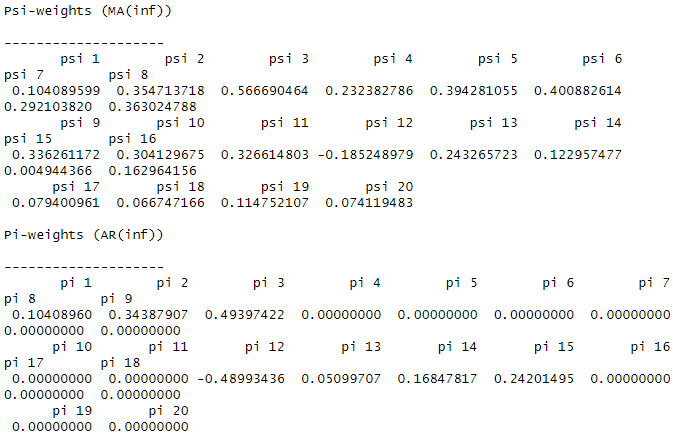 Psi-weights (MA(inf))
--------------------
psi 1 psi 2 psi 3 psi 4 psi 5 psi 6
psi 7 psi 8
0.104089599 0.354713718 0.566690464 0.232382786 0.394281055 0.400882614
0.292103820 0.363024788
psi 9 psi 10 psi 11 psi 12 psi 13 psi 14
psi 15 psi 16
0.336261172 0.304129675 0.326614803 -0.185248979 0.243265723 0.122957477
0.004944366 0.162964156
psi 17 psi 18 psi 19 psi 20
0.079400961 0.066747166 0.114752107 0.074119483
Pi-weights (AR(inf))
--------------------
pi 1 pi 2 pi 3 pi 4 pi 5 pi 6 pi 7
pi 8 pi 9
0.10408960 0.34387907 0.49397422 0.00000000 0.00000000 0.00000000 0.00000000
0.00000000 0.00000000
pi 10 pi 11 pi 12 pi 13 pi 14 pi 15 pi 16
pi 17 pi 18
0.00000000 0.00000000 -0.48993436 0.05099707 0.16847817 0.24201495 0.00000000
0.00000000 0.00000000
pi 19 pi 20
0.00000000 0.00000000